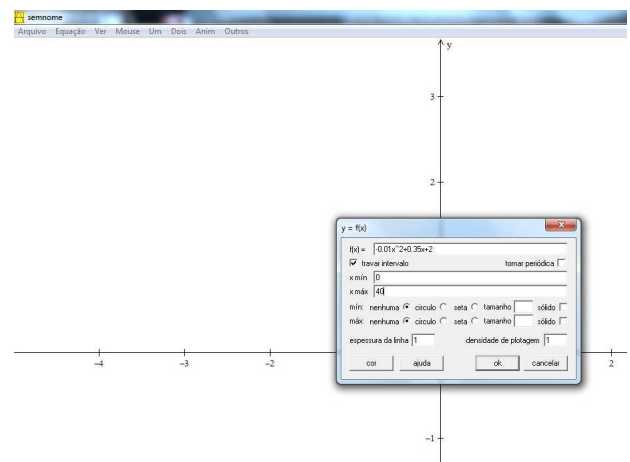 semnome
Arquivo Equação Ver Mouse Um Dois Anim Outros
y
3
2
y = f(x)
f(x) = -0.01x^2+0.35x+2
travar intervalo tornar periódica
x mín 0
x máx 40
mín: nenhuma circulo seta tamanho sólido
máx: nenhuma circulo seta tamanho sólido
espessura da linha 1 densidade de plotagem 1
cor ajuda ok cancelar
-4 -3 -2 2
-1